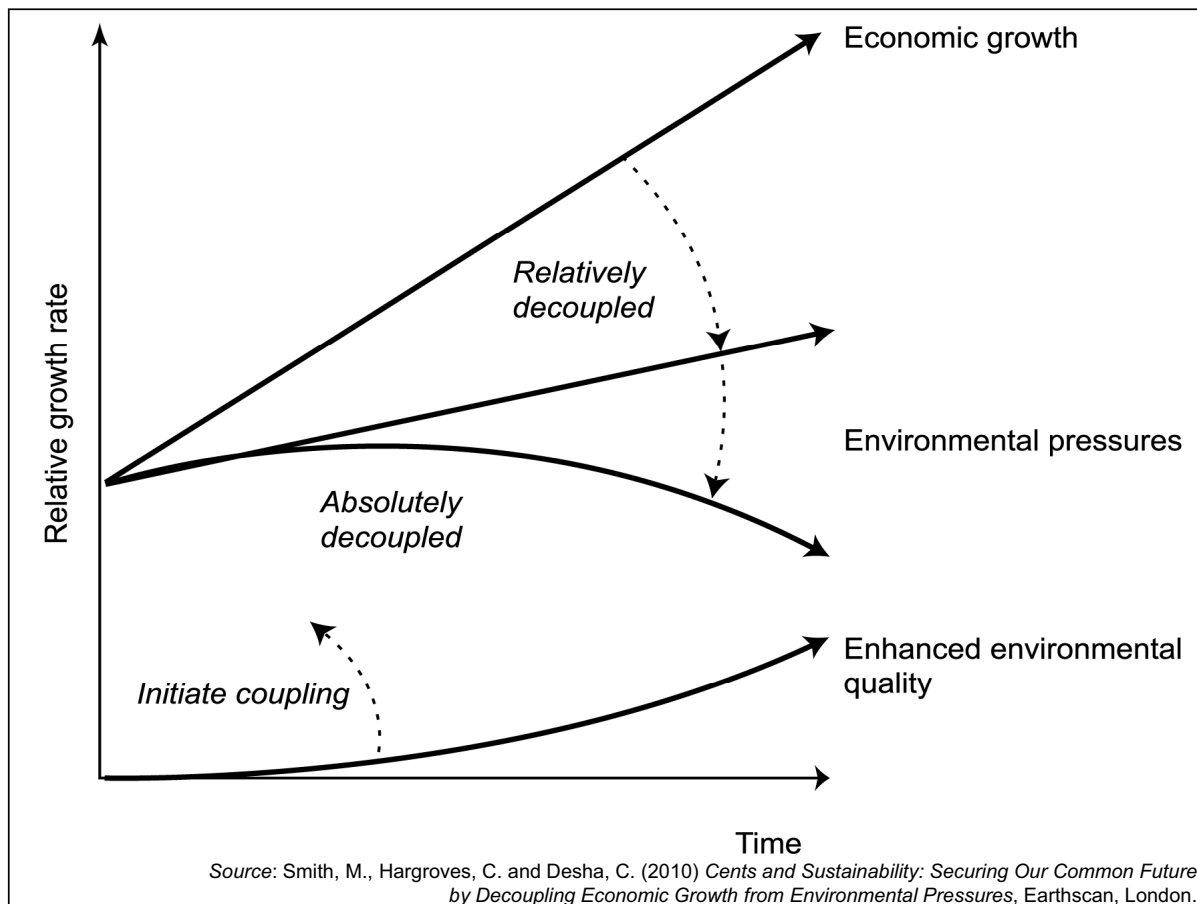 Economic growth
Relatively
decoupled
Relative growth rate
Environmental pressures
Absolutely
decoupled
Enhanced environmental
quality
Initiate coupling
Time
Source: Smith, M., Hargroves, C. and Desha, C. (2010) Cents and Sustainability: Securing Our Common Future
by Decoupling Economic Growth from Environmental Pressures, Earthscan, London.